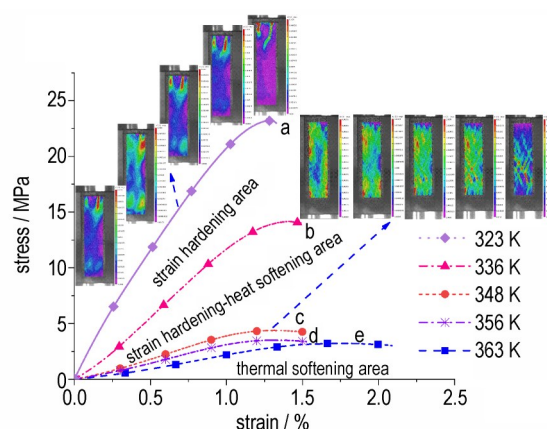 25
20
15
10
5
0
0.0
0.5
1.0
1.5
2.0
2.5
stress / MPa
strain / %
a
b
c
d
e
strain hardening area
strain hardening-heat softening area
thermal softening area
323 K
336 K
348 K
356 K
363 K